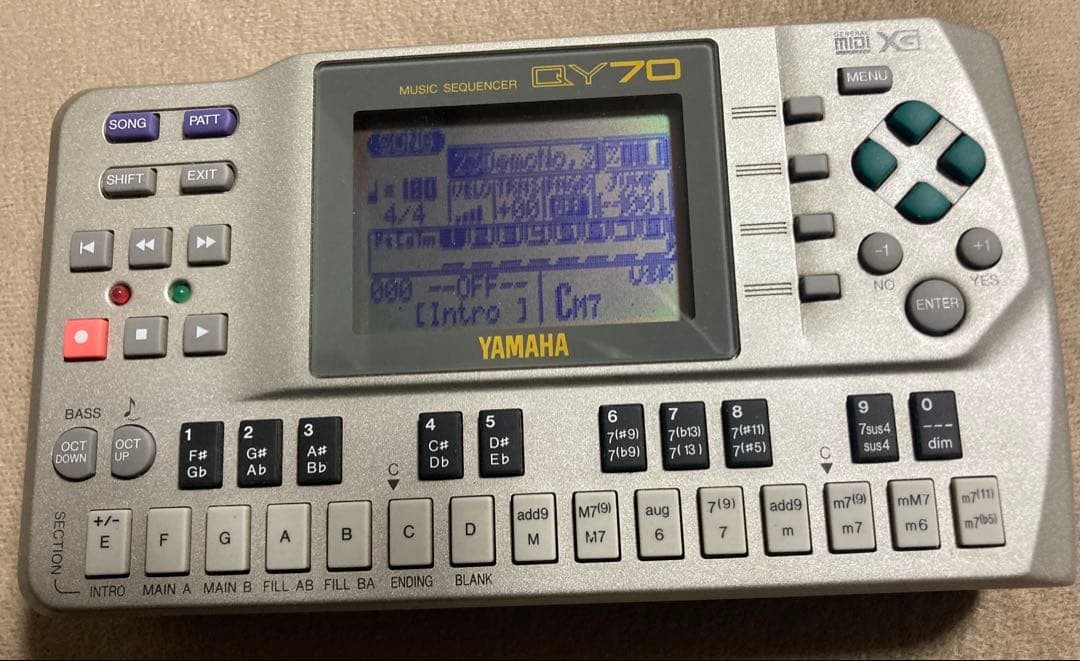 GENERAL
MIDI XG
MUSIC SEQUENCER QY70
MENU
SONG PATT
SHIFT EXIT
SONG
DemoNo.
♩= 100
4/4
000 --OFF--
[Intro ]
CM7
YAMAHA
-1 +1
NO YES
ENTER
BASS ♪
OCT DOWN
OCT UP
1
F#
Gb
2
G#
Ab
3
A#
Bb
C
4
C#
Db
5
D#
Eb
6
7(#9)
7(b9)
7
7(b13)
7(13)
8
7(#11)
7(#5)
C
9
7sus4
sus4
0
---
dim
SECTION
+/-
E
F
G
A
B
C
D
add9
M
M7(9)
M7
aug
6
7(9)
7
add9
m
m7(9)
m7
mM7
m6
m7(11)
m7(b5)
INTRO MAIN A MAIN B FILL AB FILL BA ENDING BLANK